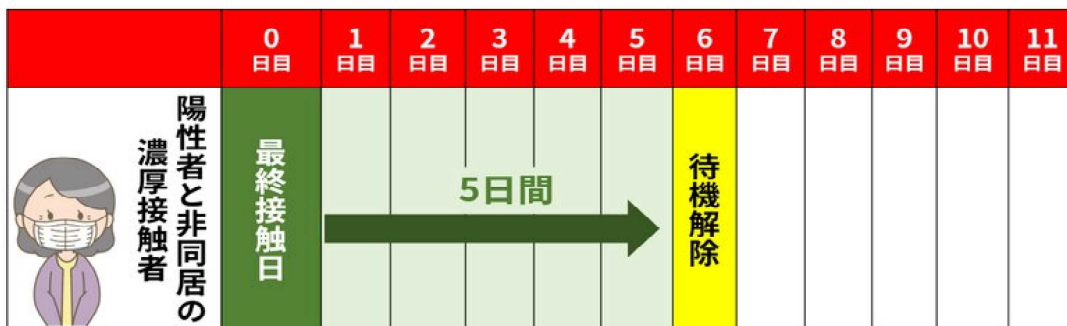 0
日目
1
日目
2
日目
3
日目
4
日目
5
日目
6
日目
7
日目
8
日目
9
日目
10
日目
11
日目
陽性者と非同居の
濃厚接触者
最終接触日
5日間
待機解除